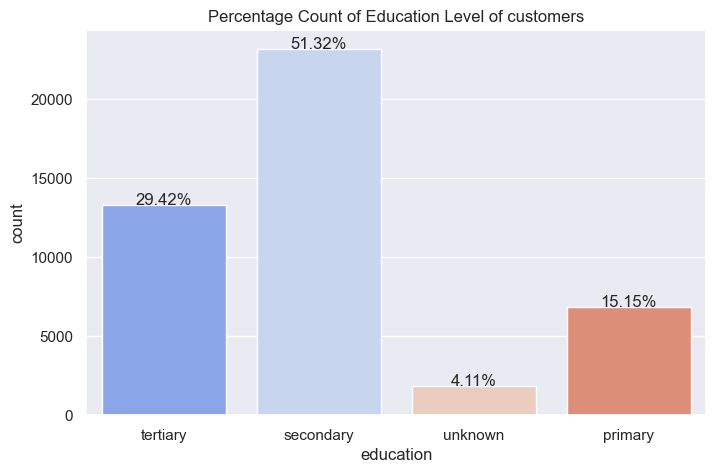 Percentage Count of Education Level of customers
51.32%
29.42%
15.15%
4.11%
20000
15000
10000
5000
0
count
tertiary
secondary
unknown
primary
education